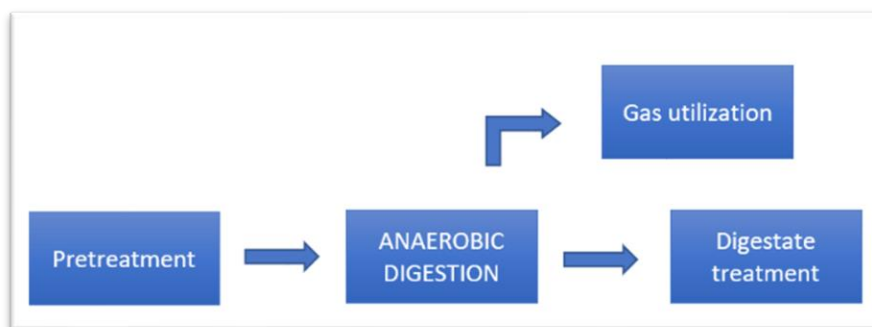 Gas utilization
Pretreatment
ANAEROBIC
DIGESTION
Digestate
treatment